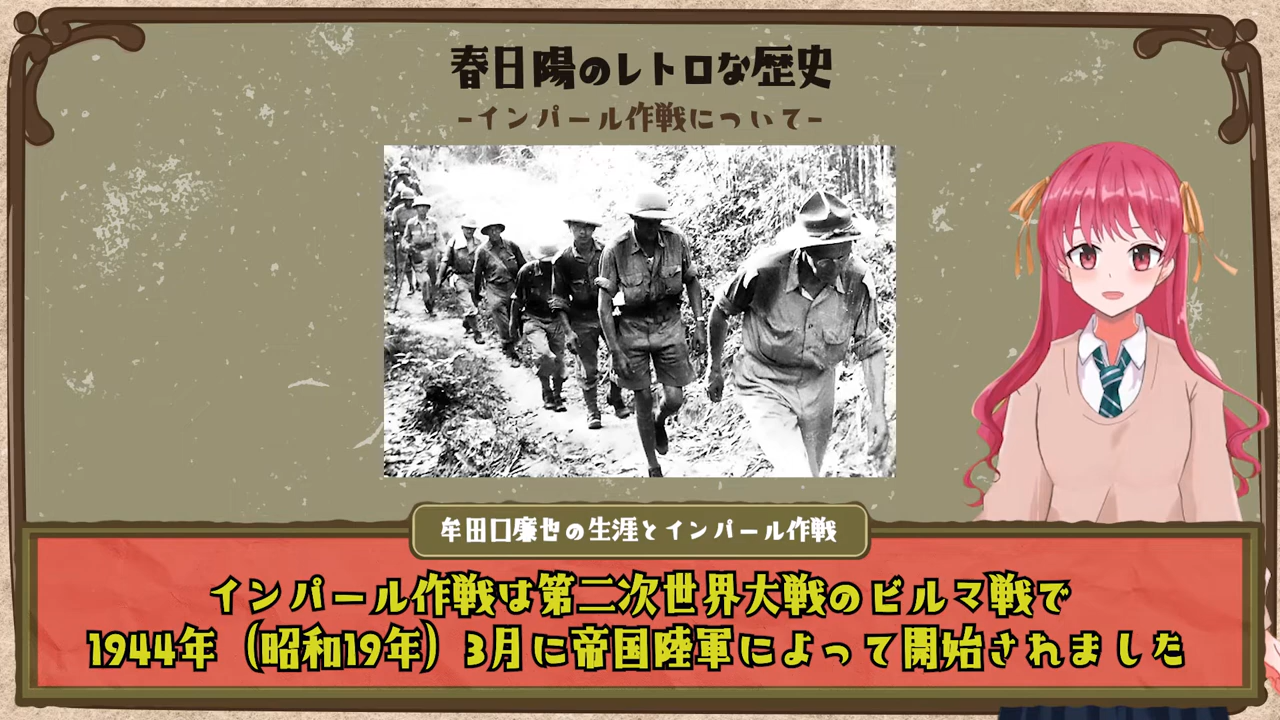 春日陽のレトロな歴史
-インパール作戦について-
牟田口廉也の生涯とインパール作戦
インパール作戦は第二次世界大戦のビルマ戦で
1944年（昭和19年）3月に帝国陸軍によって開始されました